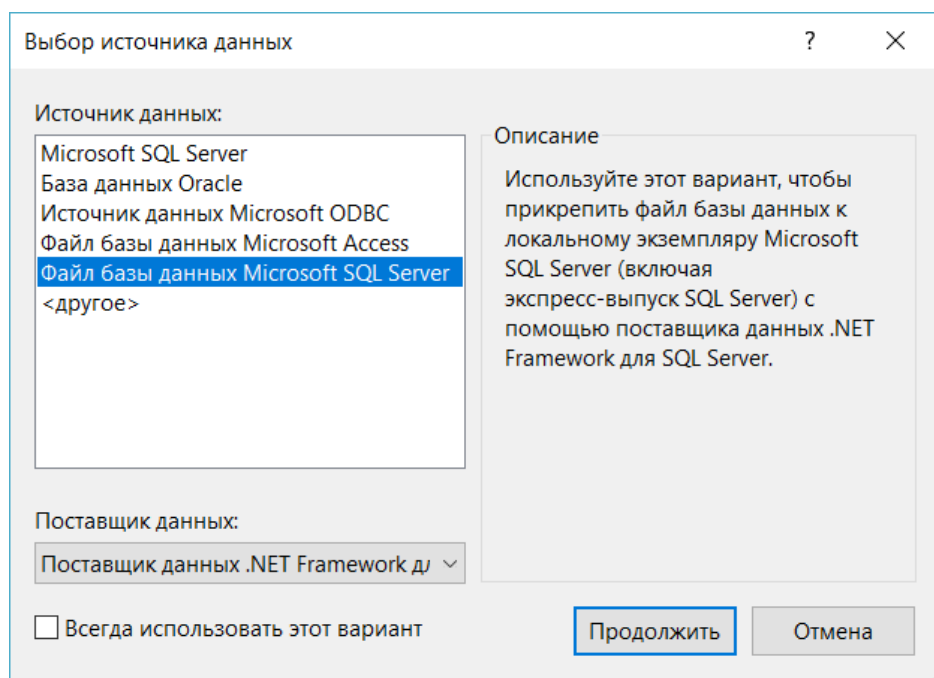 Выбор источника данных
?
Источник данных:
Microsoft SQL Server
База данных Oracle
Источник данных Microsoft ODBC
Файл базы данных Microsoft Access
Файл базы данных Microsoft SQL Server
<другое>
Описание
Используйте этот вариант, чтобы
прикрепить файл базы данных к
локальному экземпляру Microsoft
SQL Server (включая
экспресс-выпуск SQL Server) с
помощью поставщика данных .NET
Framework для SQL Server.
Поставщик данных:
Поставщик данных .NET Framework дл
Всегда использовать этот вариант
Продолжить
Отмена